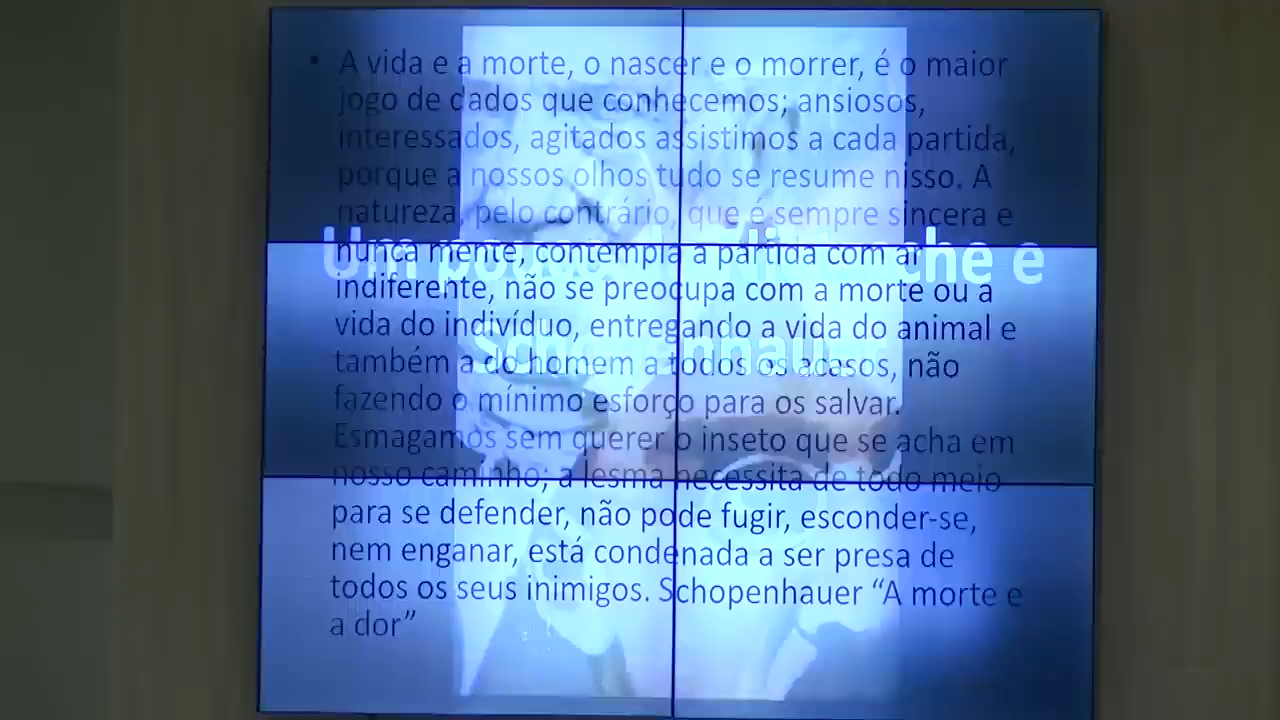 • A vida e a morte, o nascer e o morrer, é o maior
jogo de dados que conhecemos; ansiosos,
interessados, agitados assistimos a cada partida,
porque a nossos olhos tudo se resume nisso. A
natureza, pelo contrário, que é sempre sincera e
nunca mente, contempla a partida com ar
indiferente, não se preocupa com a morte ou a
vida do indivíduo, entregando a vida do animal e
também a do homem a todos os acasos, não
fazendo o mínimo esforço para os salvar.
Esmagamos sem querer o inseto que se acha em
nosso caminho; a lesma necessita de todo meio
para se defender, não pode fugir, esconder-se,
nem enganar, está condenada a ser presa de
todos os seus inimigos. Schopenhauer “A morte e
a dor”
Um e
Schopenhauer